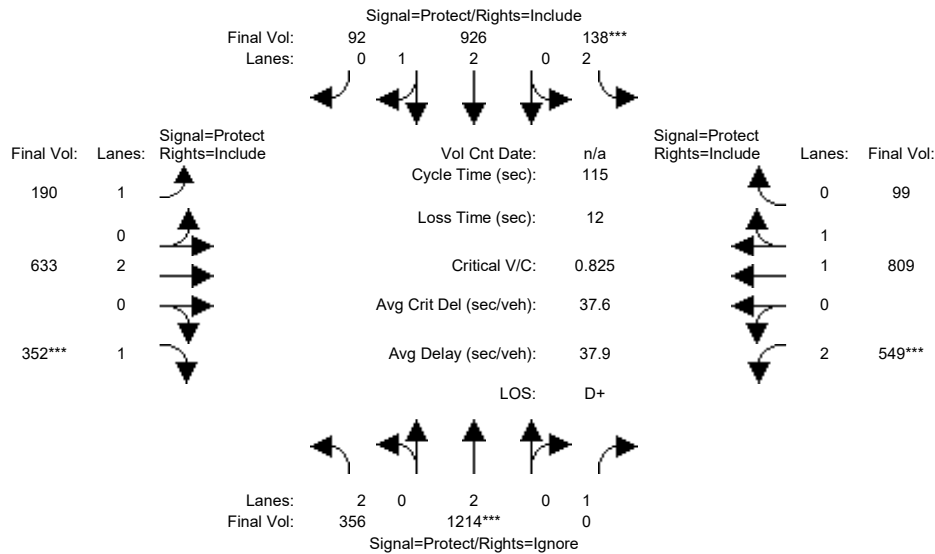 Signal=Protect/Rights=Include
Final Vol: 92 926 138***
Lanes: 0 1 2 0 2
Signal=Protect
Final Vol: Lanes: Rights=Include
Vol Cnt Date: n/a
Signal=Protect
Rights=Include Lanes: Final Vol:
Cycle Time (sec): 115
190 1
0 99
Loss Time (sec): 12
0
1
633 2
Critical V/C: 0.825
1 809
0
Avg Crit Del (sec/veh): 37.6
0
352*** 1
Avg Delay (sec/veh): 37.9
2 549***
LOS: D+
Lanes: 2 0 2 0 1
Final Vol: 356 1214*** 0
Signal=Protect/Rights=Ignore